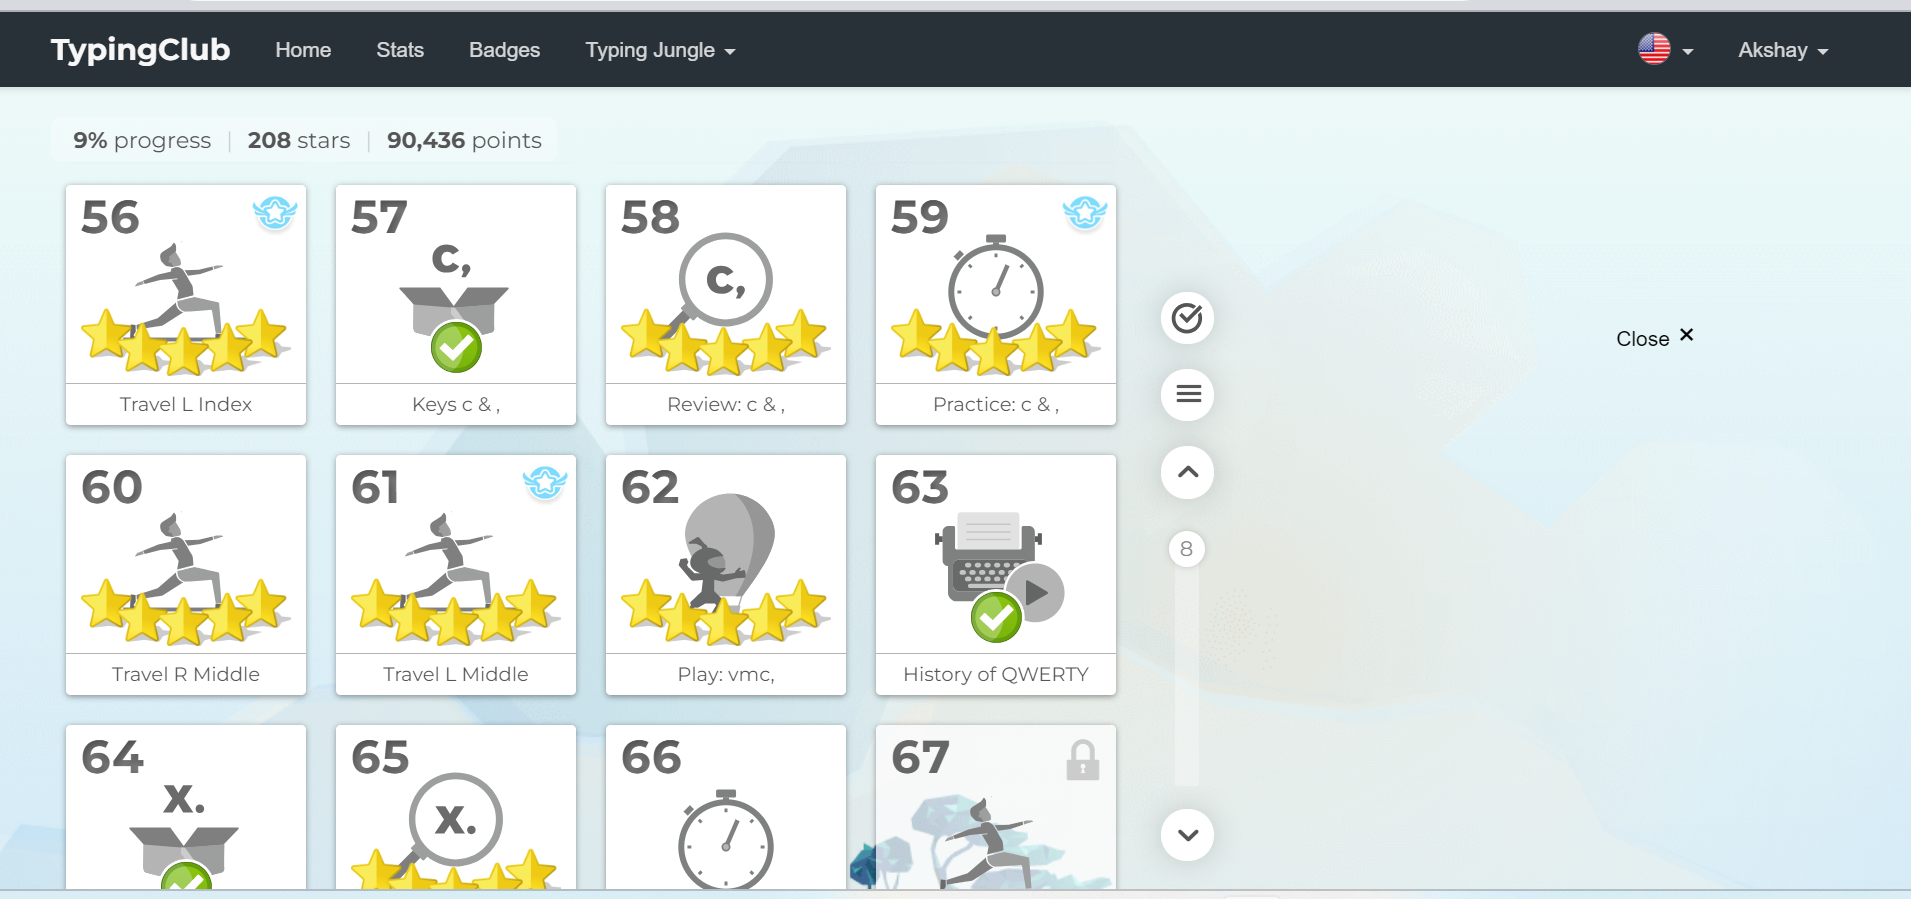 TypingClub Home Stats Badges Typing Jungle Akshay
9% progress | 208 stars | 90,436 points
56 57 58 59
c, c,
Close ×
Travel L Index Keys c & , Review: c & , Practice: c & ,
60 61 62 63
8
Travel R Middle Travel L Middle Play: vmc, History of QWERTY
64 65 66 67
x. x.